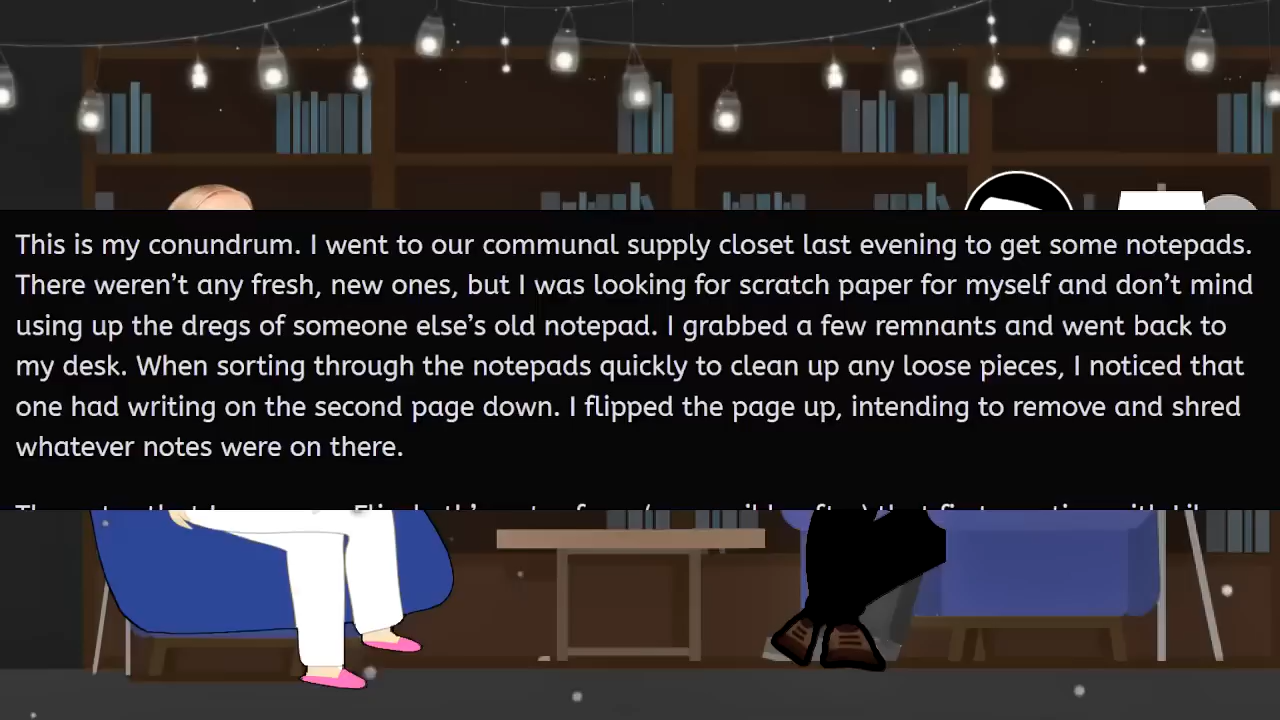 This is my conundrum. I went to our communal supply closet last evening to get some notepads.
There weren’t any fresh, new ones, but I was looking for scratch paper for myself and don’t mind
using up the dregs of someone else’s old notepad. I grabbed a few remnants and went back to
my desk. When sorting through the notepads quickly to clean up any loose pieces, I noticed that
one had writing on the second page down. I flipped the page up, intending to remove and shred
whatever notes were on there.